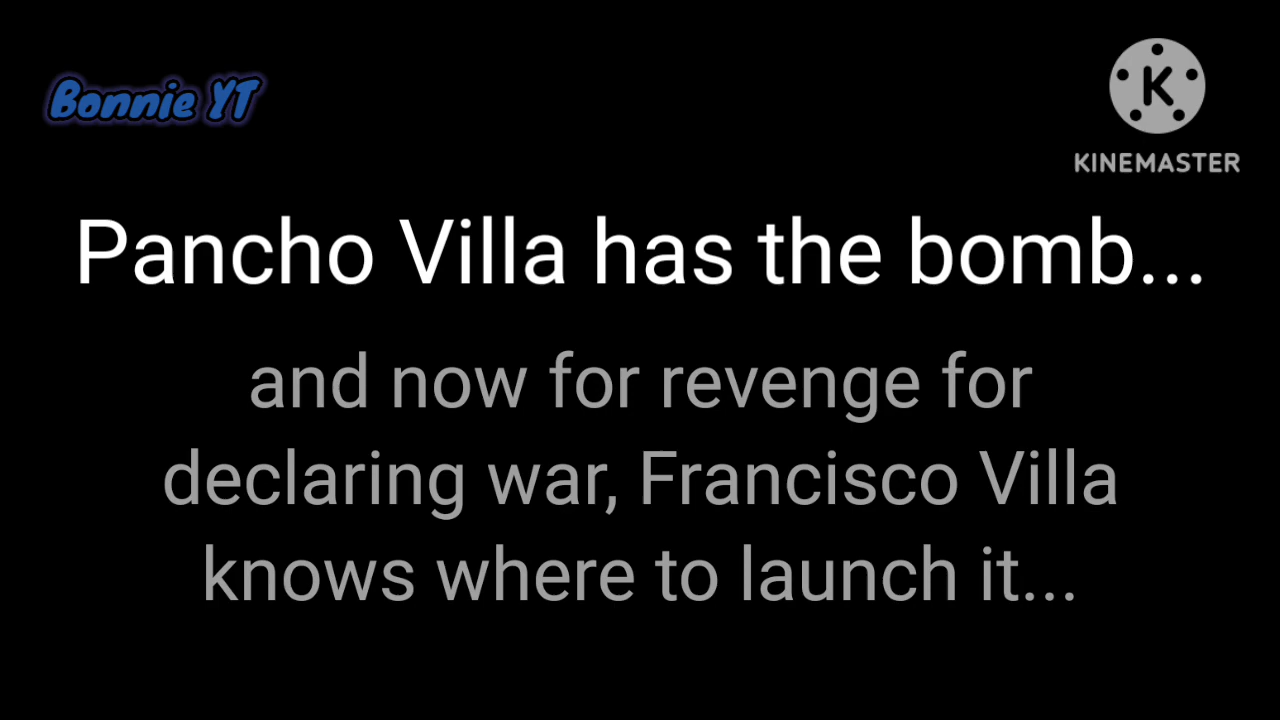 Bonnie YT
K
KINEMASTER
Pancho Villa has the bomb...
and now for revenge for
declaring war, Francisco Villa
knows where to launch it...